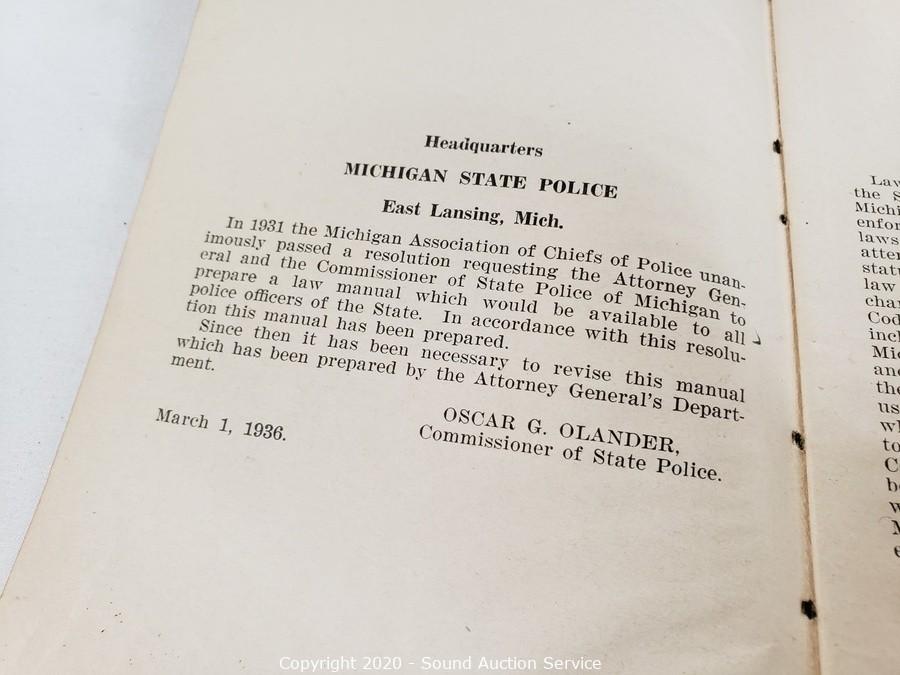 Headquarters
MICHIGAN STATE POLICE
East Lansing, Mich.
In 1931 the Michigan Association of Chiefs of Police unan-
imously passed a resolution requesting the Attorney Gen-
eral and the Commissioner of State Police of Michigan to
prepare a law manual which would be available to all
police officers of the State. In accordance with this resolu-
tion this manual has been prepared.
Since then it has been necessary to revise this manual
which has been prepared by the Attorney General's Depart-
ment.
March 1, 1936.
OSCAR G. OLANDER,
Commissioner of State Police.
the
laws
law
Copyright 2020 - Sound Auction Service